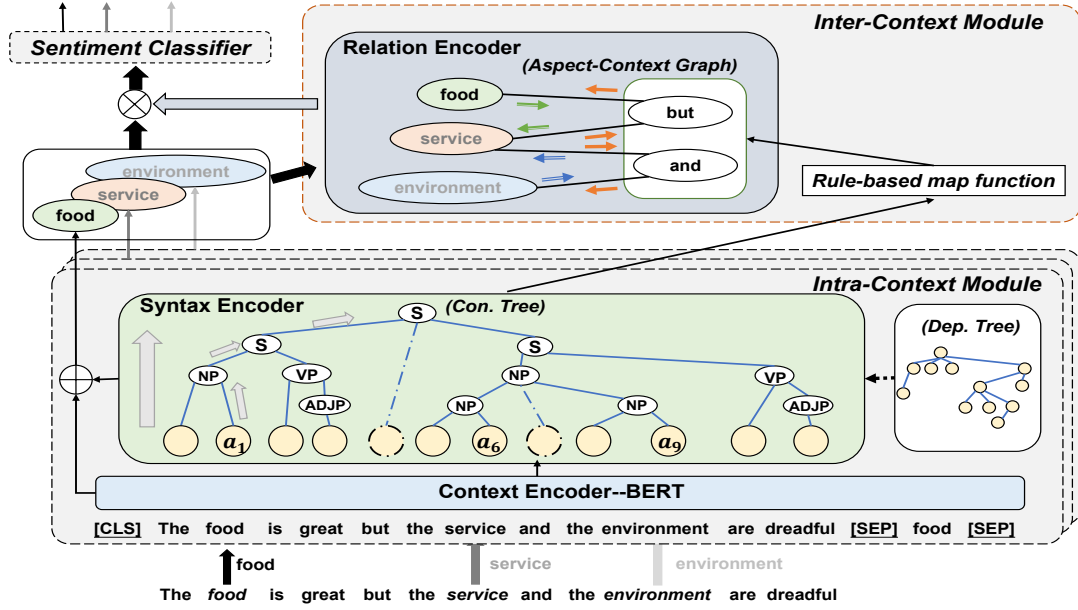 Sentiment Classifier
Inter-Context Module
Relation Encoder
(Aspect-Context Graph)
food
service
environment
but
and
Rule-based map function
environment
service
food
Intra-Context Module
Syntax Encoder
(Con. Tree)
(Dep. Tree)
S
S
S
NP
VP
NP
VP
ADJP
NP
NP
ADJP
a1
a6
a9
Context Encoder--BERT
[CLS] The food is great but the service and the environment are dreadful [SEP] food [SEP]
food
service
environment
The food is great but the service and the environment are dreadful